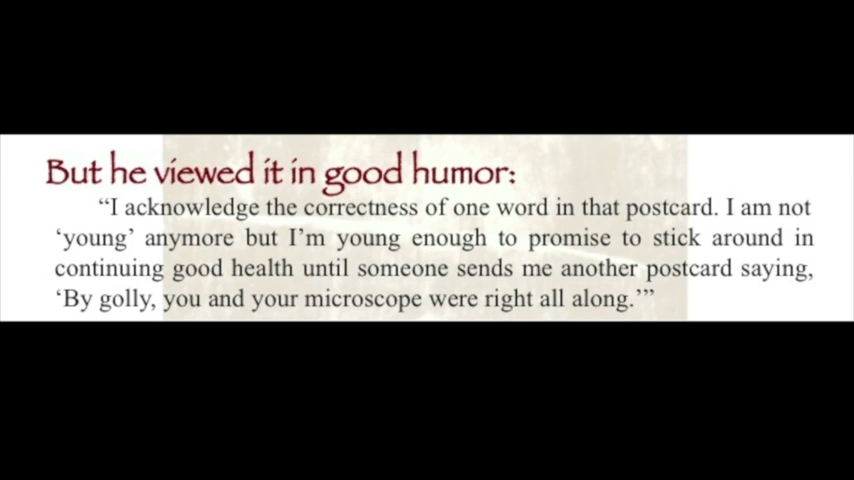 But he viewed it in good humor:
“I acknowledge the correctness of one word in that postcard. I am not
‘young’ anymore but I’m young enough to promise to stick around in
continuing good health until someone sends me another postcard saying,
‘By golly, you and your microscope were right all along.’”